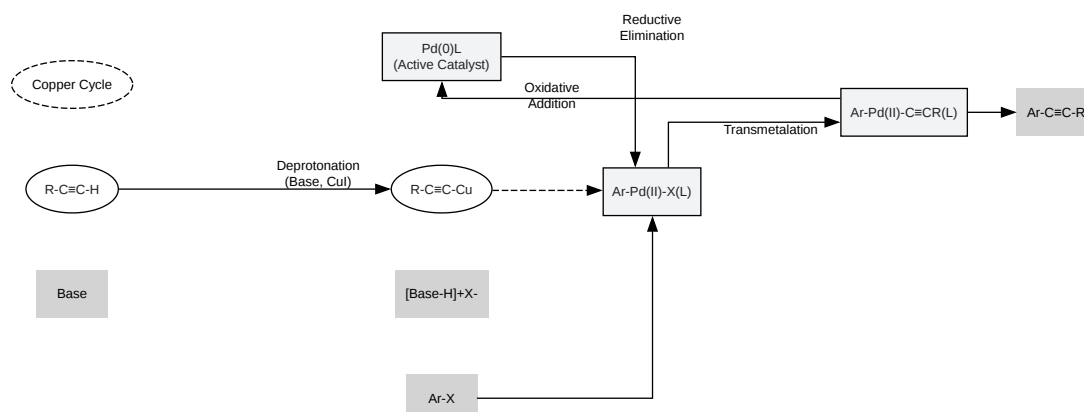 Reductive
Elimination
Pd(0)L
(Active Catalyst)
Copper Cycle
Oxidative
Addition
Ar-Pd(II)-C≡CR(L)
Ar-C≡C-R
Transmetalation
Deprotonation
(Base, CuI)
R-C≡C-H
R-C≡C-Cu
Ar-Pd(II)-X(L)
Base
[Base-H]+X-
Ar-X